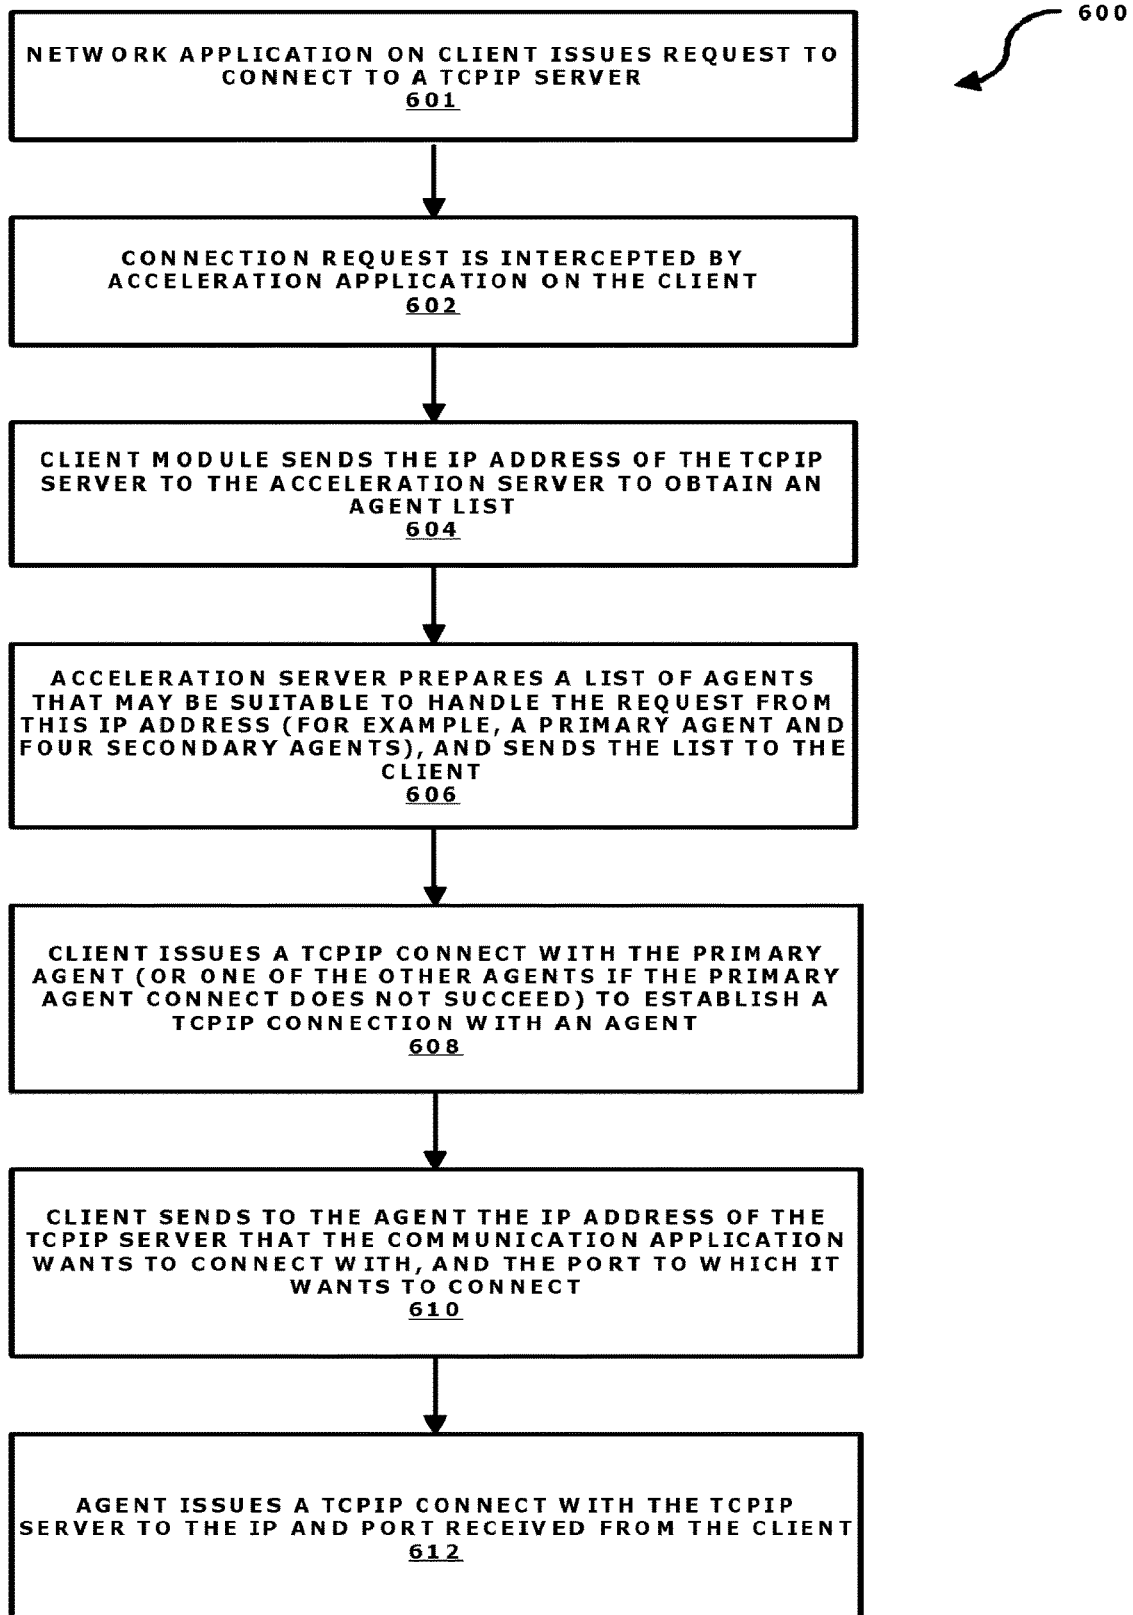 600
NETWORK APPLICATION ON CLIENT ISSUES REQUEST TO
CONNECT TO A TCPIP SERVER
601
CONNECTION REQUEST IS INTERCEPTED BY
ACCELERATION APPLICATION ON THE CLIENT
602
CLIENT MODULE SENDS THE IP ADDRESS OF THE TCPIP
SERVER TO THE ACCELERATION SERVER TO OBTAIN AN
AGENT LIST
604
ACCELERATION SERVER PREPARES A LIST OF AGENTS
THAT MAY BE SUITABLE TO HANDLE THE REQUEST FROM
THIS IP ADDRESS (FOR EXAMPLE, A PRIMARY AGENT AND
FOUR SECONDARY AGENTS), AND SENDS THE LIST TO THE
CLIENT
606
CLIENT ISSUES A TCPIP CONNECT WITH THE PRIMARY
AGENT (OR ONE OF THE OTHER AGENTS IF THE PRIMARY
AGENT CONNECT DOES NOT SUCCEED) TO ESTABLISH A
TCPIP CONNECTION WITH AN AGENT
608
CLIENT SENDS TO THE AGENT THE IP ADDRESS OF THE
TCPIP SERVER THAT THE COMMUNICATION APPLICATION
WANTS TO CONNECT WITH, AND THE PORT TO WHICH IT
WANTS TO CONNECT
610
AGENT ISSUES A TCPIP CONNECT WITH THE TCPIP
SERVER TO THE IP AND PORT RECEIVED FROM THE CLIENT
612